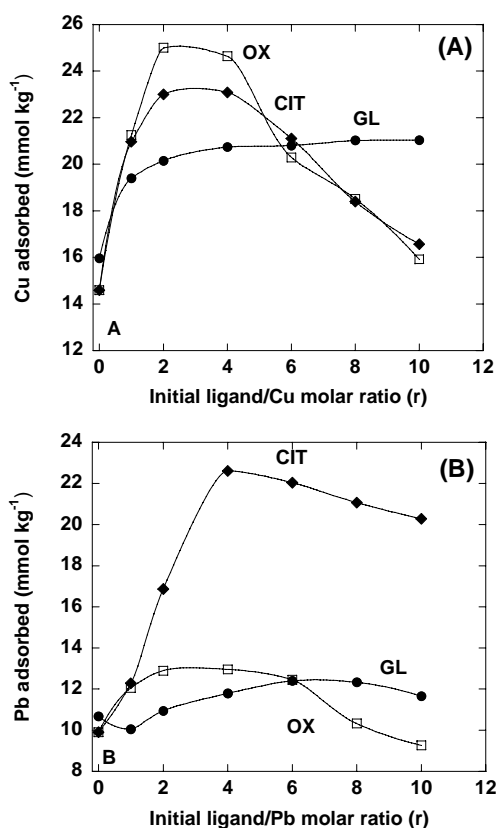 (A)
26
24
22
20
18
16
14
12
Cu adsorbed (mmol kg⁻¹)
OX
CIT
GL
A
0 2 4 6 8 10 12
Initial ligand/Cu molar ratio (r)
(B)
24
22
20
18
16
14
12
10
8
Pb adsorbed (mmol kg⁻¹)
CIT
GL
OX
B
0 2 4 6 8 10 12
Initial ligand/Pb molar ratio (r)